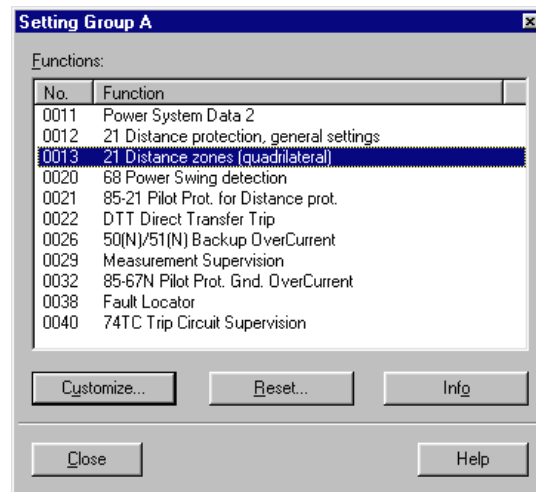 Setting Group A
Functions:
No. Function
0011 Power System Data 2
0012 21 Distance protection, general settings
0013 21 Distance zones (quadrilateral)
0020 68 Power Swing detection
0021 85-21 Pilot Prot. for Distance prot.
0022 DTT Direct Transfer Trip
0026 50(N)/51(N) Backup OverCurrent
0029 Measurement Supervision
0032 85-67N Pilot Prot. Gnd. OverCurrent
0038 Fault Locator
0040 74TC Trip Circuit Supervision
Customize... Reset... Info
Close Help